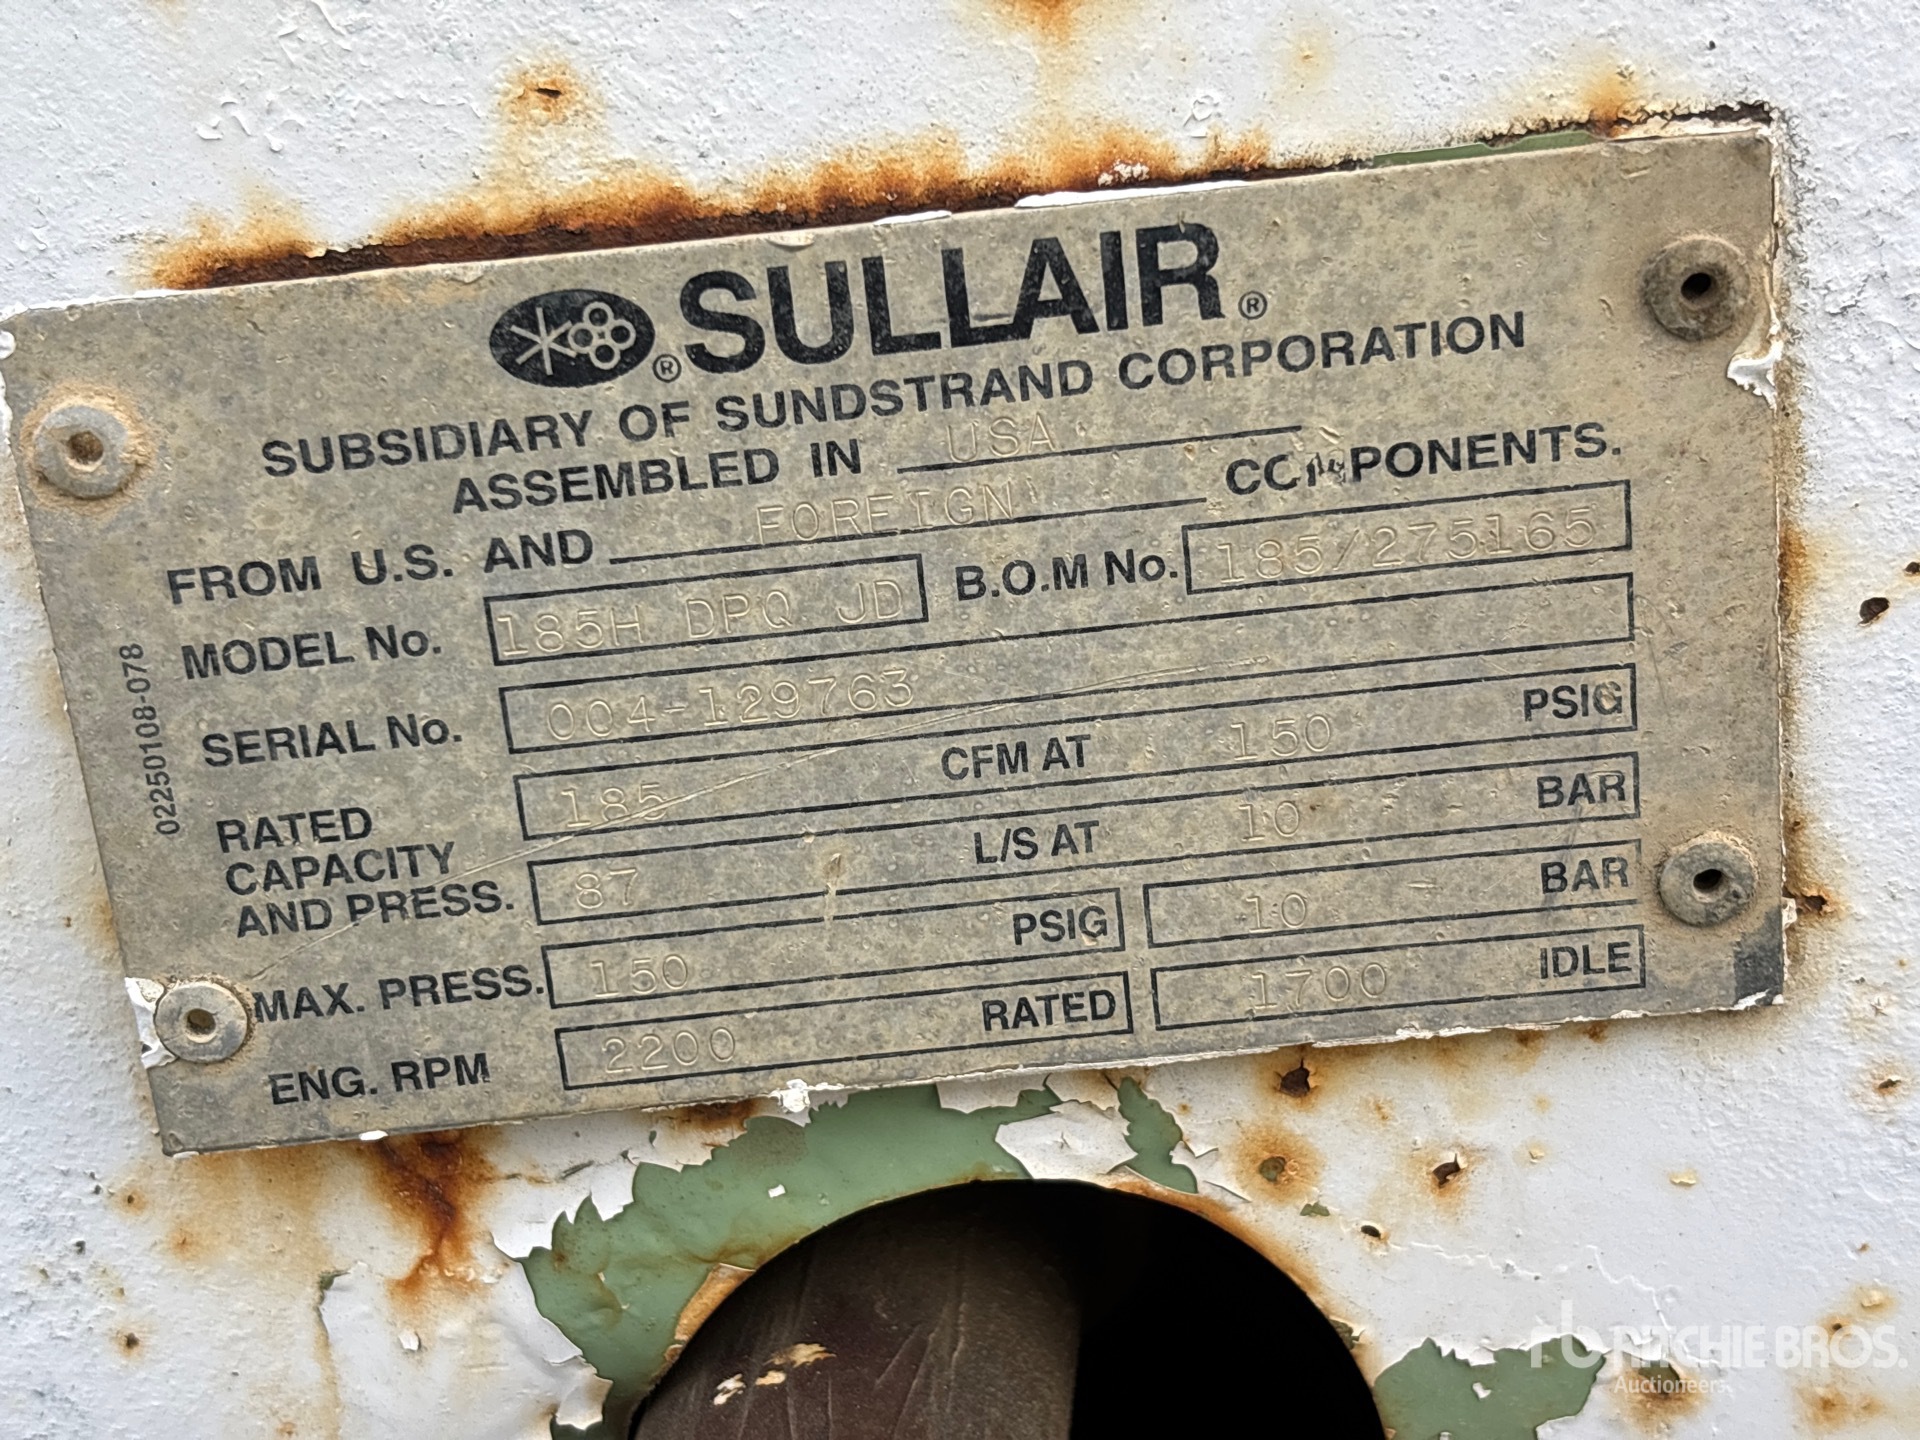 ® SULLAIR®
SUBSIDIARY OF SUNDSTRAND CORPORATION
ASSEMBLED IN USA
FROM U.S. AND FOREIGN COMPONENTS.
MODEL No. 185H DPQ JD B.O.M No. 185/275165
SERIAL No. 004-129763
RATED CAPACITY AND PRESS.
185 CFM AT 150 PSIG
87 L/S AT 10 BAR
MAX. PRESS. 150 PSIG 10 BAR
ENG. RPM 2200 RATED 1700 IDLE
02250108-078
rb RITCHIE BROS.
Auctioneers